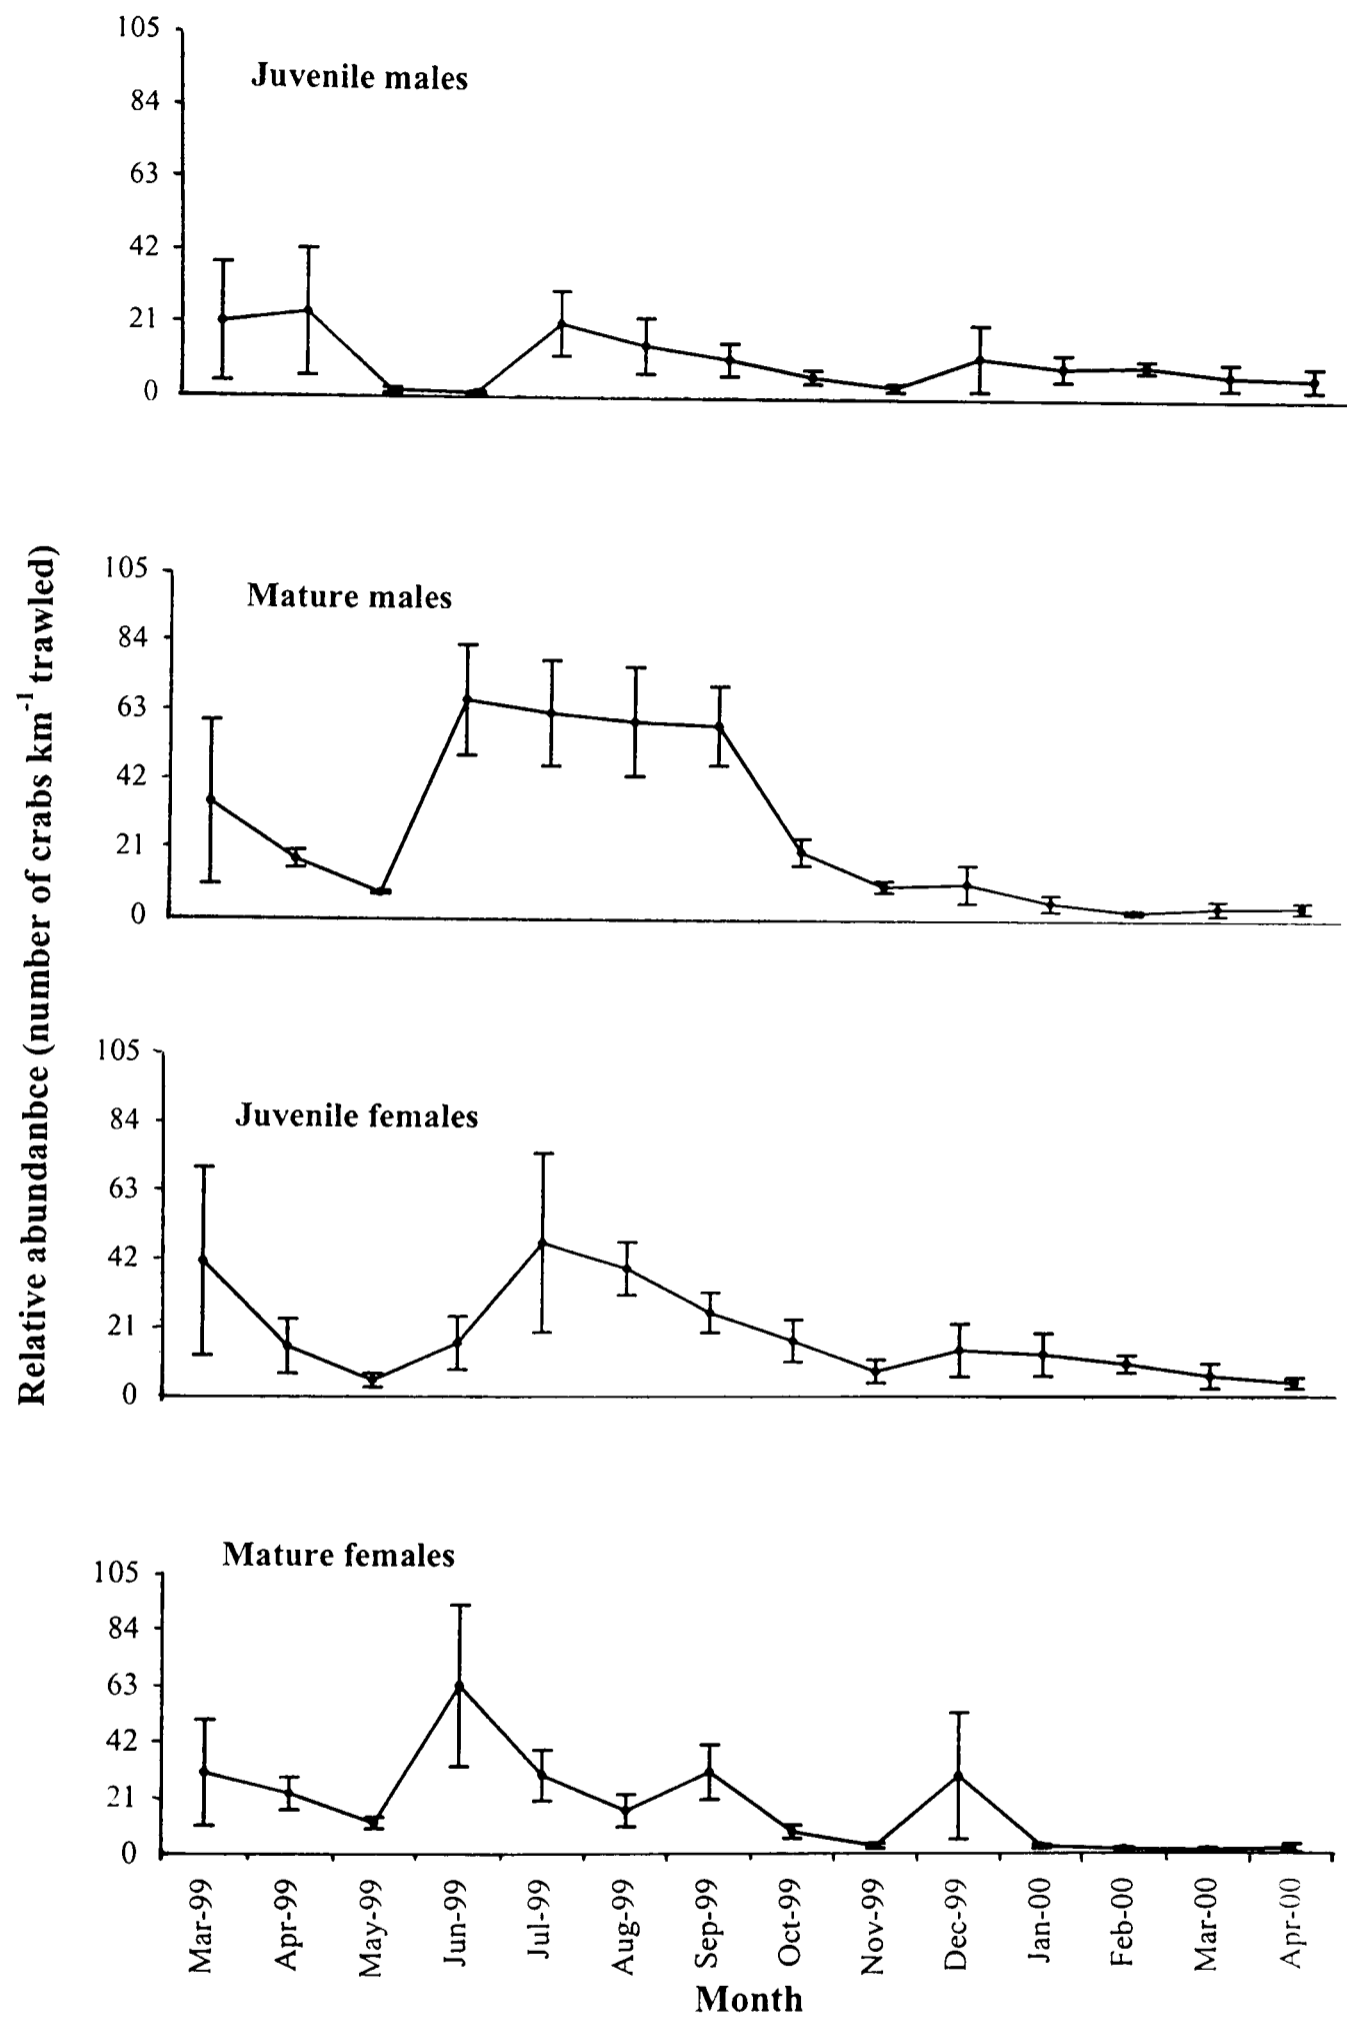 105
Juvenile males
84
63
42
21
0
Relative abundanbce (number of crabs km⁻¹ trawled)
105
Mature males
84
63
42
21
0
105
Juvenile females
84
63
42
21
0
Mature females
105
84
63
42
21
0
Mar-99
Apr-99
May-99
Jun-99
Jul-99
Aug-99
Sep-99
Oct-99
Nov-99
Dec-99
Jan-00
Feb-00
Mar-00
Apr-00
Month